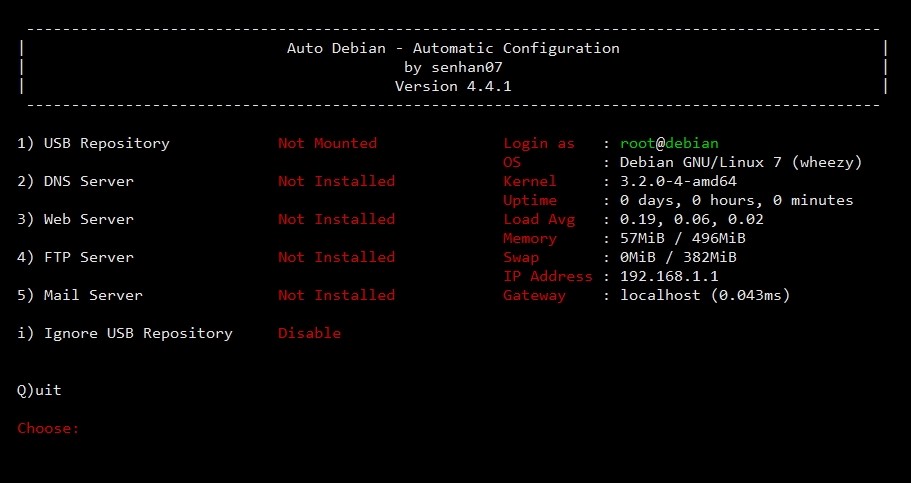 Auto Debian - Automatic Configuration
by senhan07
Version 4.4.1
1) USB Repository Not Mounted Login as : root@debian
OS : Debian GNU/Linux 7 (wheezy)
2) DNS Server Not Installed Kernel : 3.2.0-4-amd64
Uptime : 0 days, 0 hours, 0 minutes
3) Web Server Not Installed Load Avg : 0.19, 0.06, 0.02
Memory : 57MiB / 496MiB
4) FTP Server Not Installed Swap : 0MiB / 382MiB
IP Address : 192.168.1.1
5) Mail Server Not Installed Gateway : localhost (0.043ms)
i) Ignore USB Repository Disable
Q)uit
Choose: